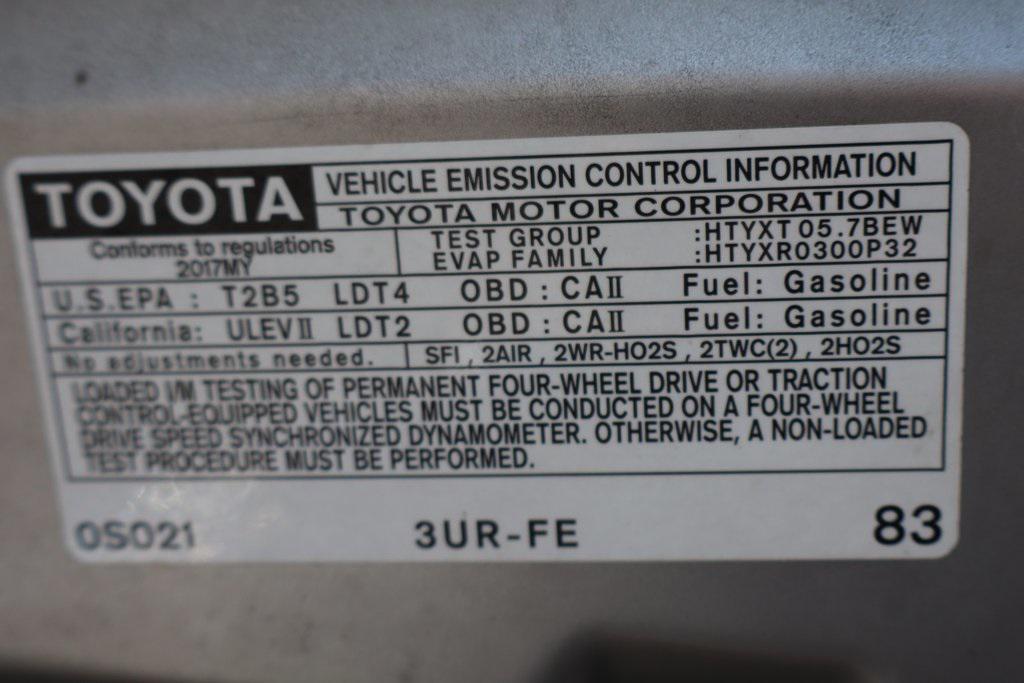 TOYOTA
VEHICLE EMISSION CONTROL INFORMATION
TOYOTA MOTOR CORPORATION
Conforms to regulations
2017MY
TEST GROUP :HTYXT05.7BEW
EVAP FAMILY :HTYXR0300P32
U.S.EPA : T2B5 LDT4 OBD : CAⅡ Fuel: Gasoline
California: ULEVⅡ LDT2 OBD : CAⅡ Fuel: Gasoline
No adjustments needed. SFI , 2AIR , 2WR-HO2S , 2TWC(2) , 2HO2S
LOADED I/M TESTING OF PERMANENT FOUR-WHEEL DRIVE OR TRACTION
CONTROL-EQUIPPED VEHICLES MUST BE CONDUCTED ON A FOUR-WHEEL
DRIVE SPEED SYNCHRONIZED DYNAMOMETER. OTHERWISE, A NON-LOADED
TEST PROCEDURE MUST BE PERFORMED.
0S021 3UR-FE 83